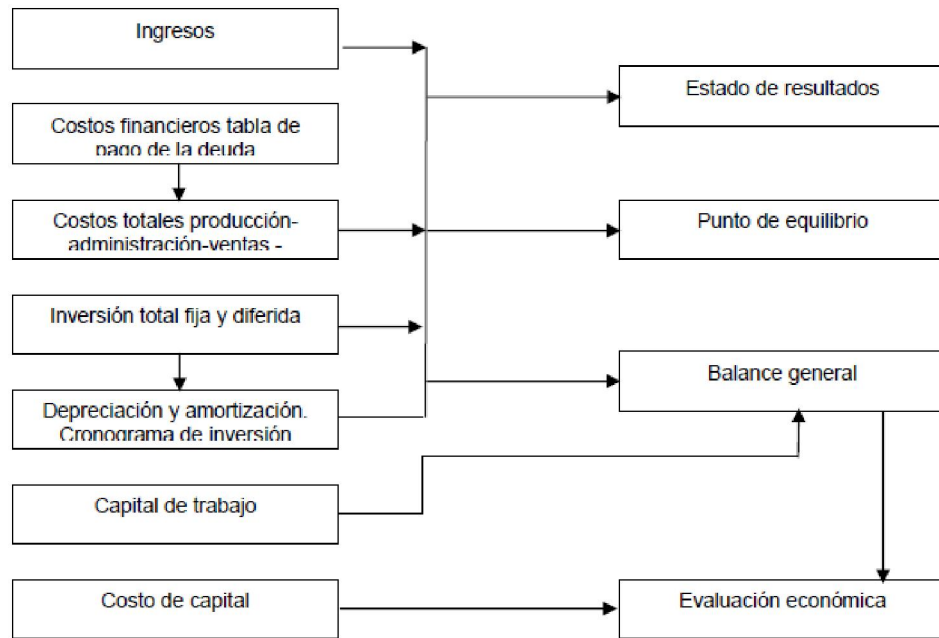 Ingresos
Costos financieros tabla de
pago de la deuda
Costos totales producción-
administración-ventas -
Inversión total fija y diferida
Depreciación y amortización.
Cronograma de inversión
Capital de trabajo
Costo de capital
Estado de resultados
Punto de equilibrio
Balance general
Evaluación económica